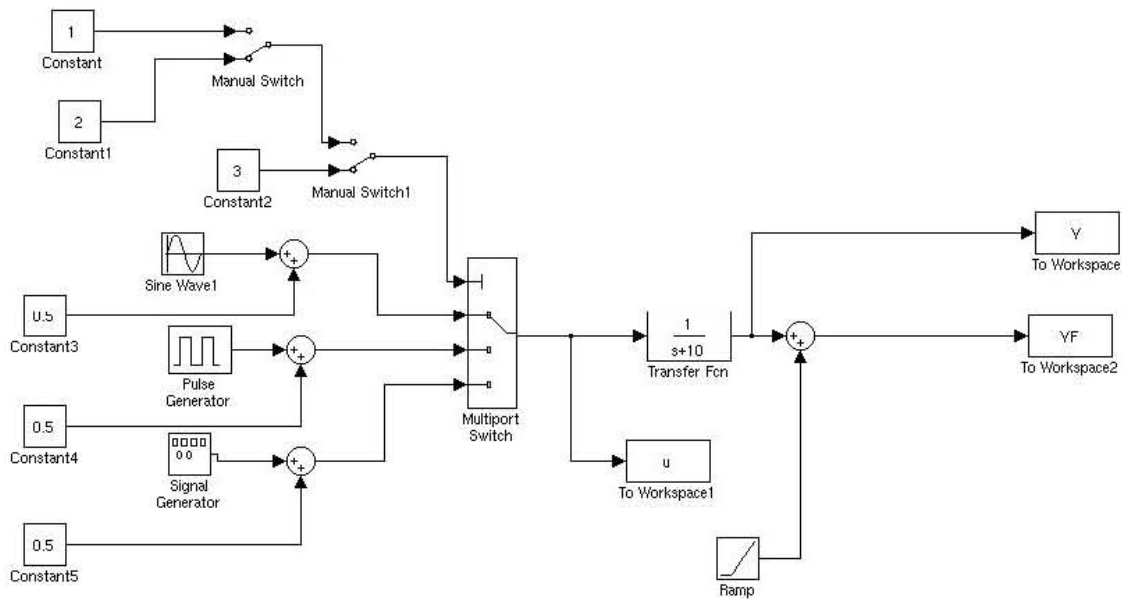 1
Constant
Manual Switch
2
Constant1
3
Constant2
Manual Switch1
Sine Wave1
0.5
Constant3
Pulse
Generator
0.5
Constant4
Signal
Generator
0.5
Constant5
Multiport
Switch
1
s+10
Transfer Fcn
Y
To Workspace
YF
To Workspace2
u
To Workspace1
Ramp